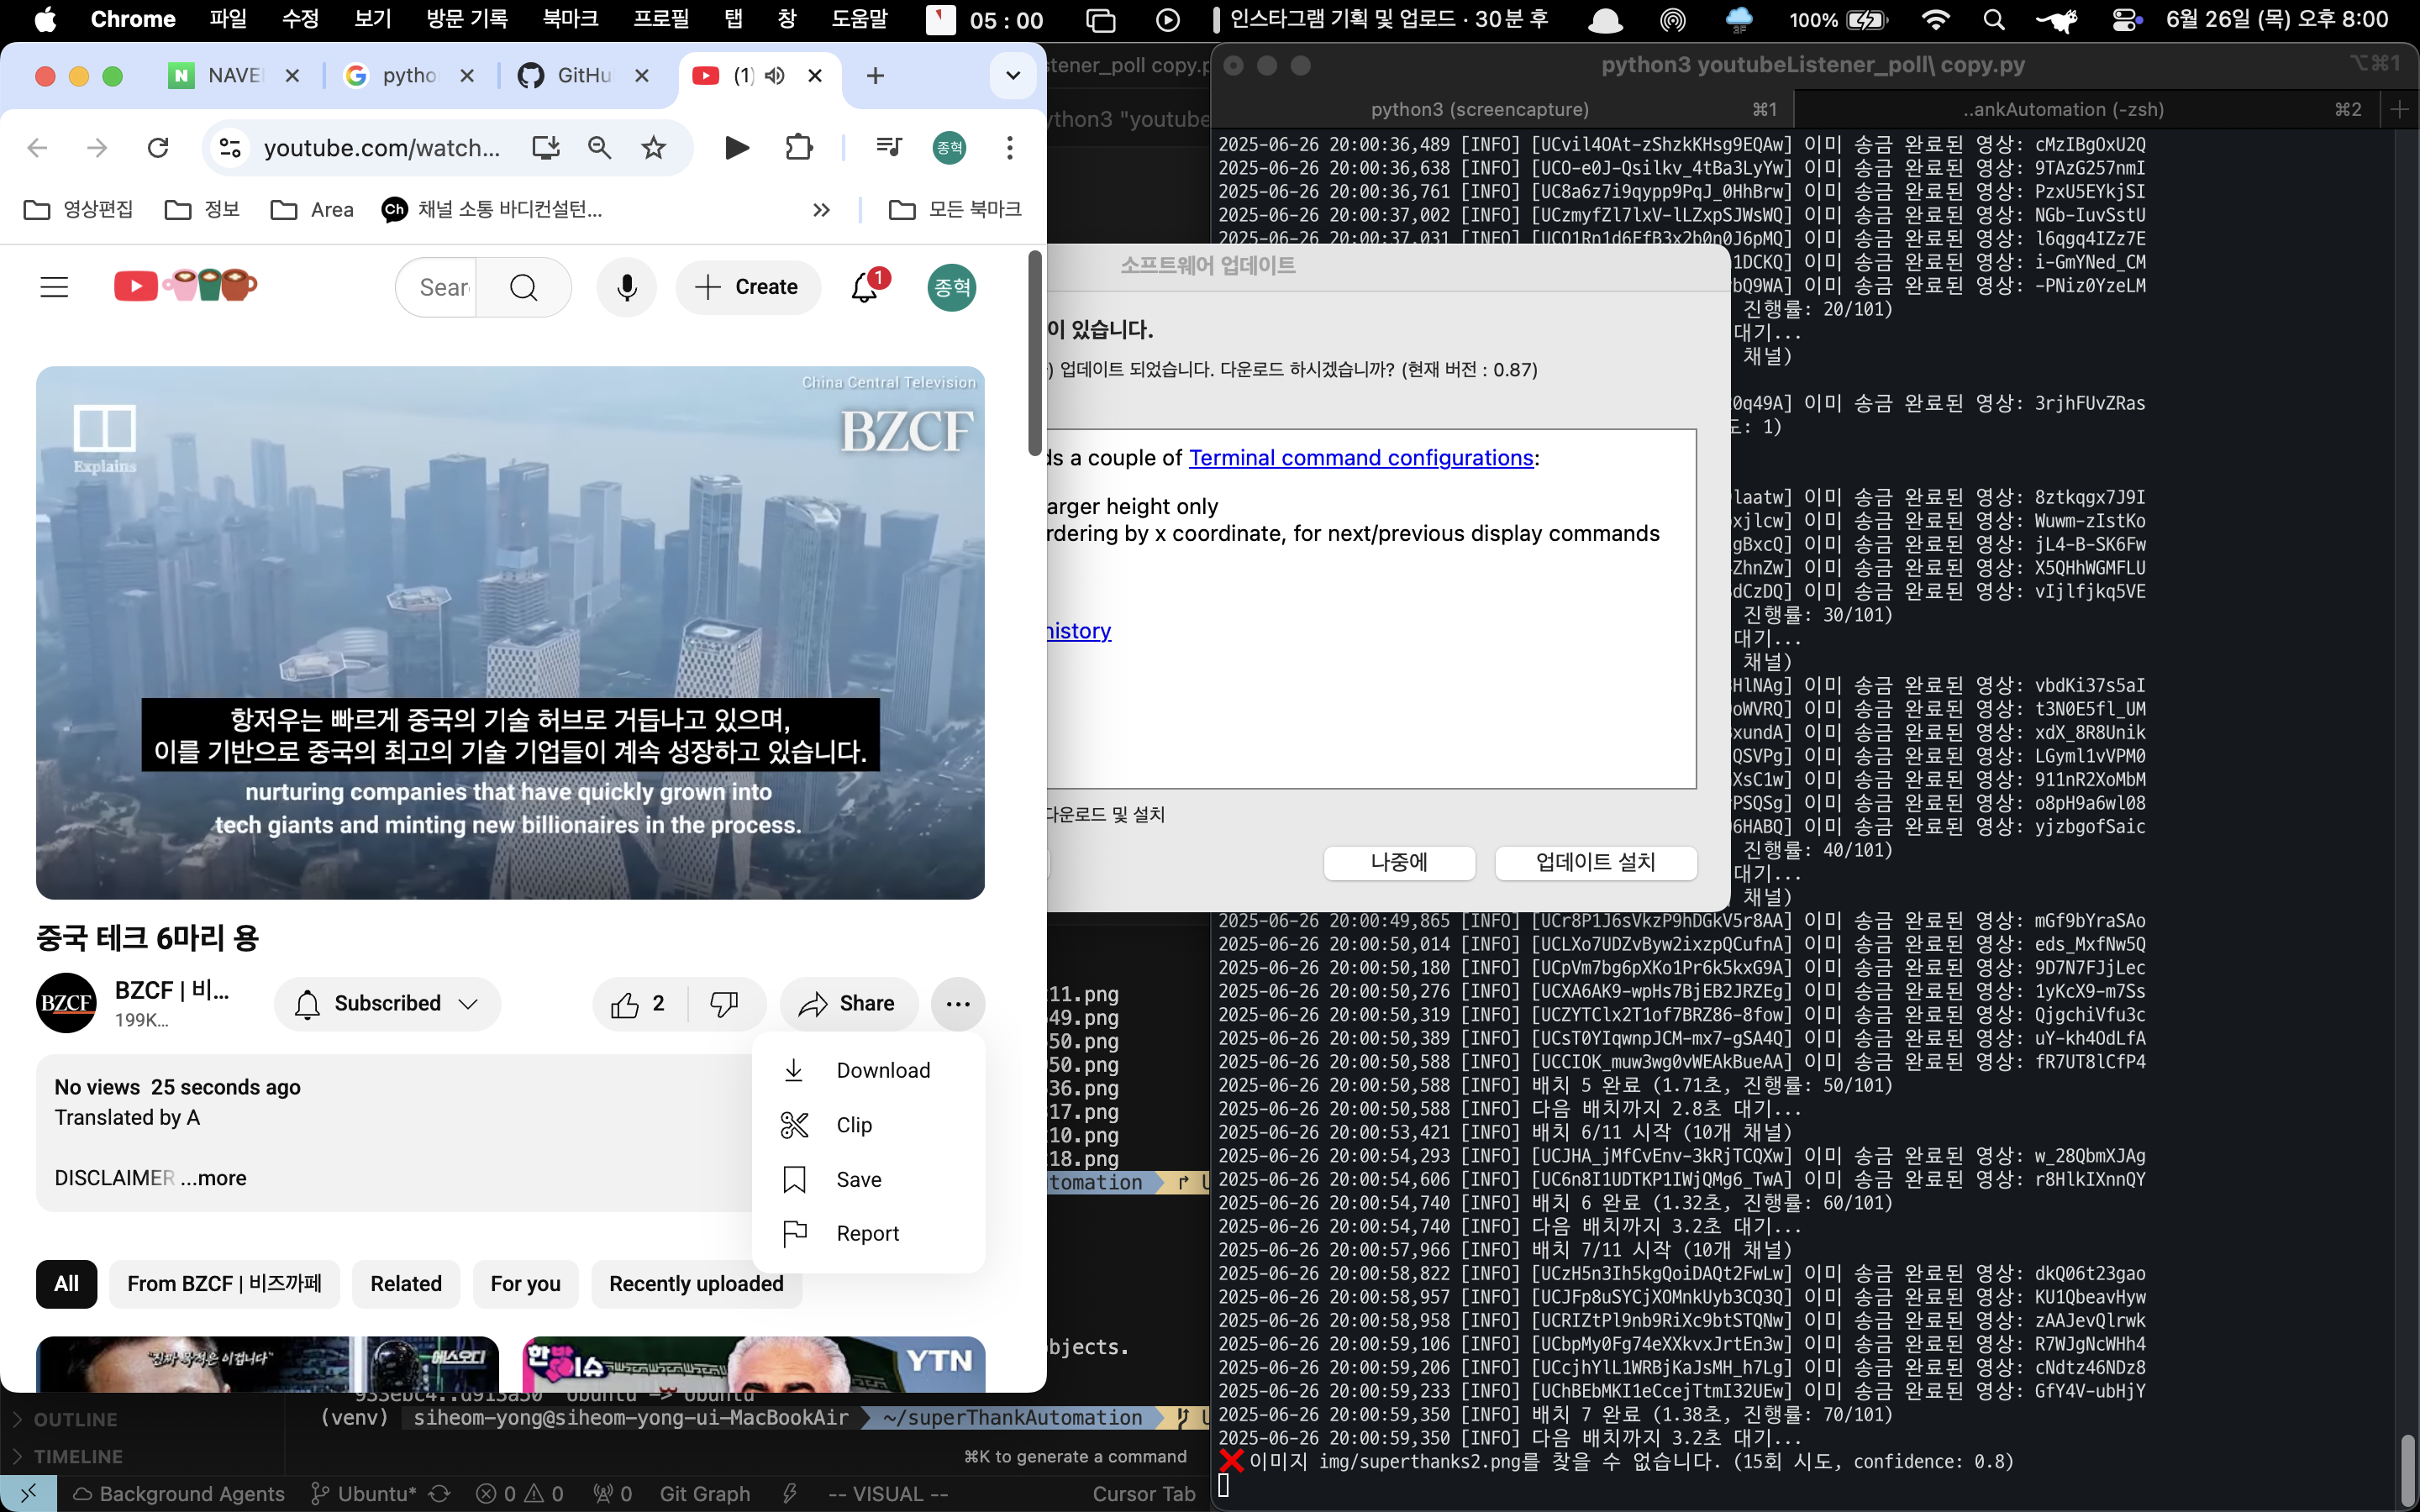 Chrome 파일 수정 보기 방문 기록 북마크 프로필 탭 창 도움말 05 : 00 인스타그램 기획 및 업로드 · 30분 후 100% 6월 26일 (목) 오후 8:00
NAVE
pytho
GitHu
(1)
youtube.com/watch...
종혁
영상편집
정보
Area
채널 소통 바디컨설턴...
모든 북마크
Sear
Create
1
종혁
China Central Television
BZCF
Explains
항저우는 빠르게 중국의 기술 허브로 거듭나고 있으며,
이를 기반으로 중국의 최고의 기술 기업들이 계속 성장하고 있습니다.
nurturing companies that have quickly grown into
tech giants and minting new billionaires in the process.
중국 테크 6마리 용
BZCF
BZCF | 비...
199K...
Subscribed
2
Share
Download
Clip
Save
Report
No views 25 seconds ago
Translated by A
DISCLAIMER ...more
All
From BZCF | 비즈까페
Related
For you
Recently uploaded
"진짜 목적은 이겁니다"
에스오디
YTN
stener_poll copy.p
ython3 "youtube
소프트웨어 업데이트
이 있습니다.
) 업데이트 되었습니다. 다운로드 하시겠습니까? (현재 버전 : 0.87)
ds a couple of Terminal command configurations:
arger height only
rdering by x coordinate, for next/previous display commands
history
다운로드 및 설치
나중에
업데이트 설치
11.png
49.png
50.png
50.png
36.png
17.png
10.png
18.png
tomation
bjects.
(venv) siheom-yong@siheom-yong-ui-MacBookAir ~/superThankAutomation
OUTLINE
TIMELINE
⌘K to generate a command
Background Agents Ubuntu* 0 0 0 Git Graph -- VISUAL -- Cursor Tab
python3 youtubeListener_poll\ copy.py ⌥⌘1
python3 (screencapture) ⌘1
..ankAutomation (-zsh) ⌘2
2025-06-26 20:00:36,489 [INFO] [UCvil4OAt-zShzkKHsg9EQAw] 이미 송금 완료된 영상: cMzIBgOxU2Q
2025-06-26 20:00:36,638 [INFO] [UCO-e0J-Qsilkv_4tBa3LyYw] 이미 송금 완료된 영상: 9TAzG257nmI
2025-06-26 20:00:36,761 [INFO] [UC8a6z7i9qypp9PqJ_0HhBrw] 이미 송금 완료된 영상: PzxU5EYkjSI
2025-06-26 20:00:37,002 [INFO] [UCzmyfZl7lxV-lLZxpSJWsWQ] 이미 송금 완료된 영상: NGb-IuvSstU
2025-06-26 20:00:37,031 [INFO] [UCO1Rn1d6EfB3x2b0n0J6pMQ] 이미 송금 완료된 영상: l6qgq4IZz7E
1DCKQ] 이미 송금 완료된 영상: i-GmYNed_CM
bQ9WA] 이미 송금 완료된 영상: -PNiz0YzeLM
진행률: 20/101)
대기...
채널)
0q49A] 이미 송금 완료된 영상: 3rjhFUvZRas
도: 1)
laatw] 이미 송금 완료된 영상: 8ztkqgx7J9I
xjlcw] 이미 송금 완료된 영상: Wuwm-zIstKo
gBxcQ] 이미 송금 완료된 영상: jL4-B-SK6Fw
ZhnZw] 이미 송금 완료된 영상: X5QHhWGMFLU
dCzDQ] 이미 송금 완료된 영상: vIjlfjkq5VE
진행률: 30/101)
대기...
채널)
HlNAg] 이미 송금 완료된 영상: vbdKi37s5aI
oWVRQ] 이미 송금 완료된 영상: t3N0E5fl_UM
xundA] 이미 송금 완료된 영상: xdX_8R8Unik
QSVPg] 이미 송금 완료된 영상: LGyml1vVPM0
XsC1w] 이미 송금 완료된 영상: 911nR2XoMbM
PSQSg] 이미 송금 완료된 영상: o8pH9a6wl08
6HABQ] 이미 송금 완료된 영상: yjzbgofSaic
진행률: 40/101)
대기...
채널)
2025-06-26 20:00:49,865 [INFO] [UCr8P1J6sVkzP9hDGkV5r8AA] 이미 송금 완료된 영상: mGf9bYraSAo
2025-06-26 20:00:50,014 [INFO] [UCLXo7UDZvByw2ixzpQCufnA] 이미 송금 완료된 영상: eds_MxfNw5Q
2025-06-26 20:00:50,180 [INFO] [UCpVm7bg6pXKo1Pr6k5kxG9A] 이미 송금 완료된 영상: 9D7N7FJjLec
2025-06-26 20:00:50,276 [INFO] [UCXA6AK9-wpHs7BjEB2JRZEg] 이미 송금 완료된 영상: 1yKcX9-m7Ss
2025-06-26 20:00:50,319 [INFO] [UCZYTClx2T1of7BRZ86-8fow] 이미 송금 완료된 영상: QjgchiVfu3c
2025-06-26 20:00:50,389 [INFO] [UCsT0YIqwnpJCM-mx7-gSA4Q] 이미 송금 완료된 영상: uY-kh4OdLfA
2025-06-26 20:00:50,588 [INFO] [UCCIOK_muw3wg0vWEAkBueAA] 이미 송금 완료된 영상: fR7UT8lCfP4
2025-06-26 20:00:50,588 [INFO] 배치 5 완료 (1.71초, 진행률: 50/101)
2025-06-26 20:00:50,588 [INFO] 다음 배치까지 2.8초 대기...
2025-06-26 20:00:53,421 [INFO] 배치 6/11 시작 (10개 채널)
2025-06-26 20:00:54,293 [INFO] [UCJHA_jMfCvEnv-3kRjTCQXw] 이미 송금 완료된 영상: w_28QbmXJAg
2025-06-26 20:00:54,606 [INFO] [UC6n8I1UDTKP1IWjQMg6_TwA] 이미 송금 완료된 영상: r8HlkIXnnQY
2025-06-26 20:00:54,740 [INFO] 배치 6 완료 (1.32초, 진행률: 60/101)
2025-06-26 20:00:54,740 [INFO] 다음 배치까지 3.2초 대기...
2025-06-26 20:00:57,966 [INFO] 배치 7/11 시작 (10개 채널)
2025-06-26 20:00:58,822 [INFO] [UCzH5n3Ih5kgQoiDAQt2FwLw] 이미 송금 완료된 영상: dkQ06t23gao
2025-06-26 20:00:58,957 [INFO] [UCJFp8uSYCjXOMnkUyb3CQ3Q] 이미 송금 완료된 영상: KU1QbeavHyw
2025-06-26 20:00:58,958 [INFO] [UCRIZtPl9nb9RiXc9btSTQNw] 이미 송금 완료된 영상: zAAJevQlrwk
2025-06-26 20:00:59,106 [INFO] [UCbpMy0Fg74eXXkvxJrtEn3w] 이미 송금 완료된 영상: R7WJgNcWHh4
2025-06-26 20:00:59,206 [INFO] [UCcjhYlL1WRBjKaJsMH_h7Lg] 이미 송금 완료된 영상: cNdtz46NDz8
2025-06-26 20:00:59,233 [INFO] [UChBEbMKI1eCcejTtmI32UEw] 이미 송금 완료된 영상: GfY4V-ubHjY
2025-06-26 20:00:59,350 [INFO] 배치 7 완료 (1.38초, 진행률: 70/101)
2025-06-26 20:00:59,350 [INFO] 다음 배치까지 3.2초 대기...
❌이미지 img/superthanks2.png를 찾을 수 없습니다. (15회 시도, confidence: 0.8)